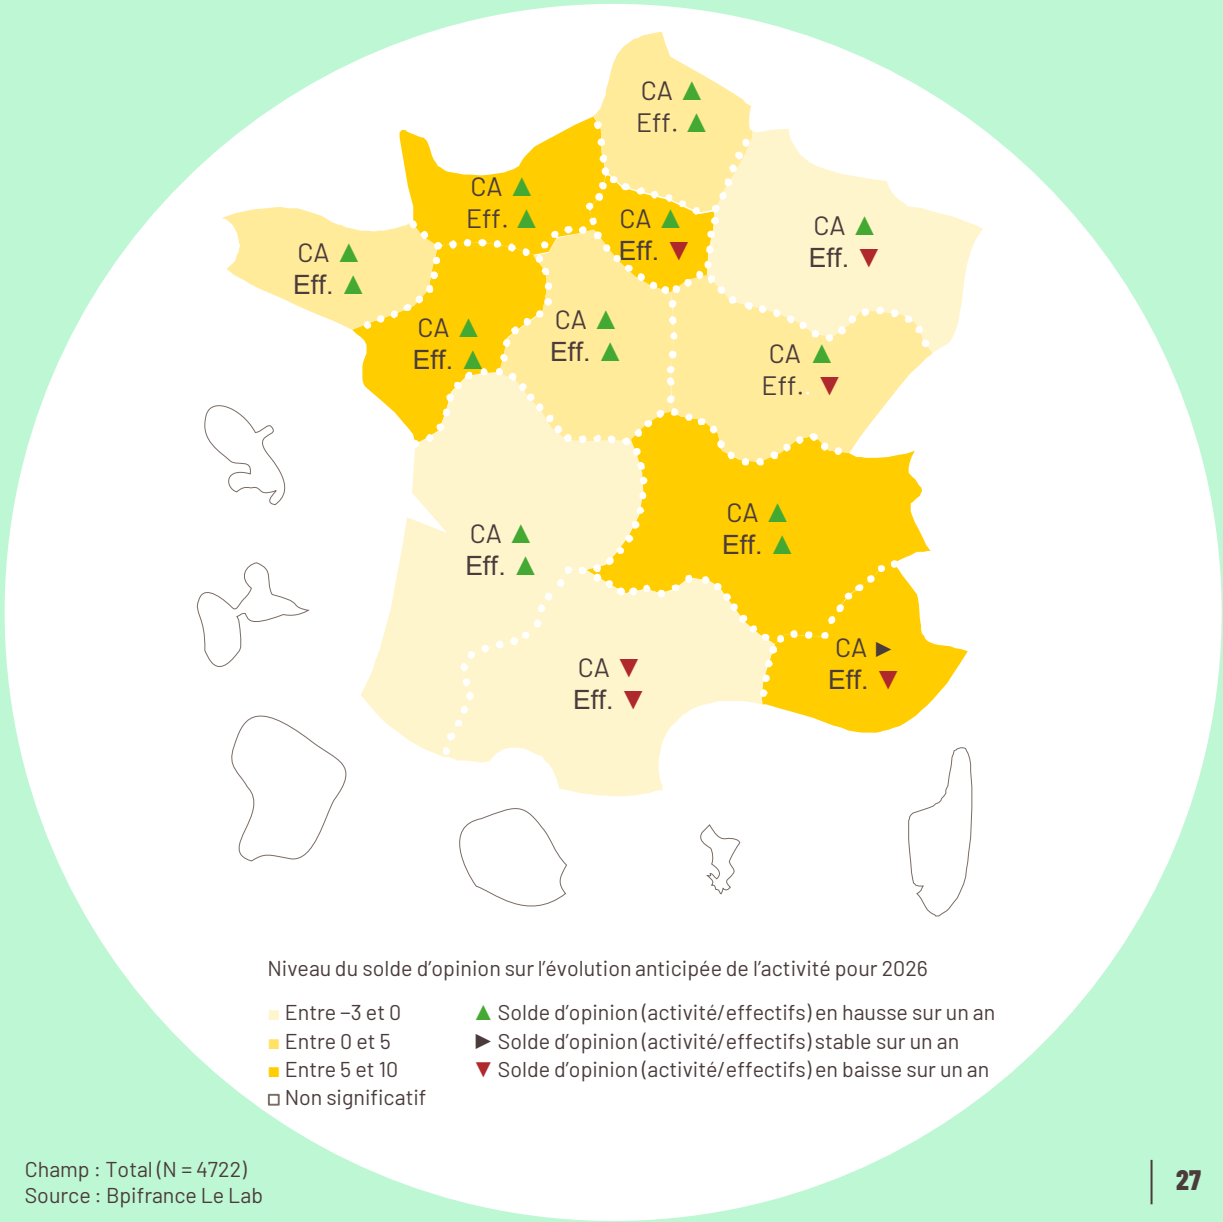 CA ▲
Eff. ▲
CA ▲
Eff. ▲
CA ▲
Eff. ▼
CA ▲
Eff. ▼
CA ▲
Eff. ▲
CA ▲
Eff. ▲
CA ▲
Eff. ▲
CA ▲
Eff. ▼
CA ▲
Eff. ▲
CA ▲
Eff. ▲
CA ▶
Eff. ▼
CA ▼
Eff. ▼
Niveau du solde d'opinion sur l'évolution anticipée de l'activité pour 2026
Entre –3 et 0
Entre 0 et 5
Entre 5 et 10
Non significatif
▲ Solde d'opinion (activité/effectifs) en hausse sur un an
▶ Solde d'opinion (activité/effectifs) stable sur un an
▼ Solde d'opinion (activité/effectifs) en baisse sur un an
Champ : Total (N = 4722)
Source : Bpifrance Le Lab
27